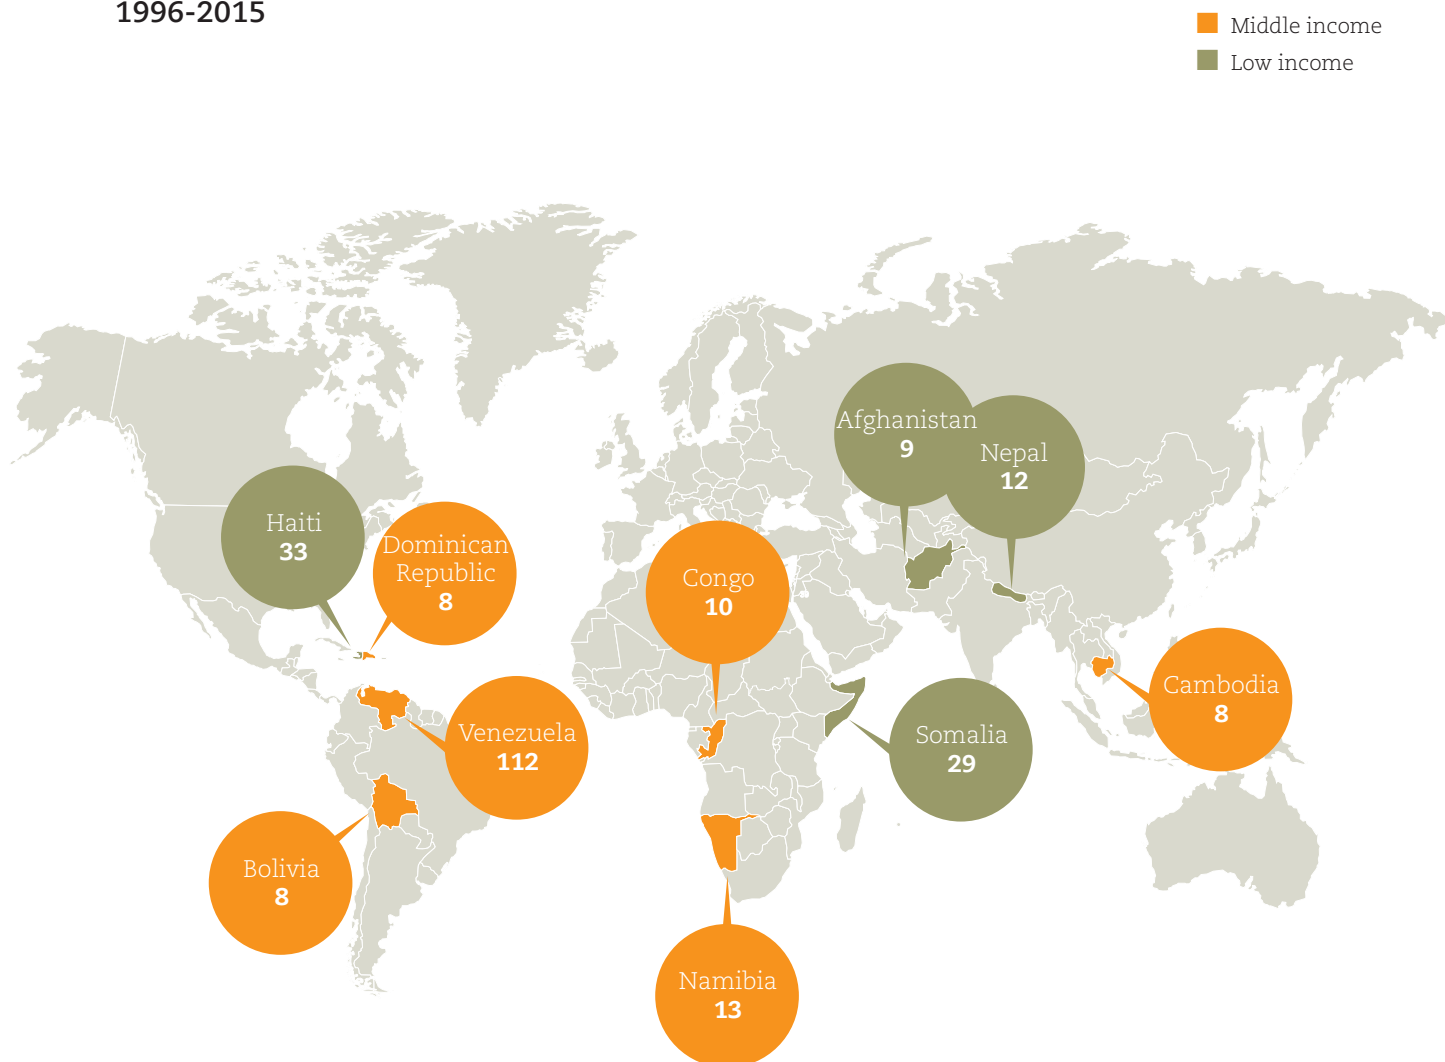 1996-2015
Middle income
Low income
Afghanistan
9
Nepal
12
Haiti
33
Dominican
Republic
8
Congo
10
Cambodia
8
Venezuela
112
Somalia
29
Bolivia
8
Namibia
13